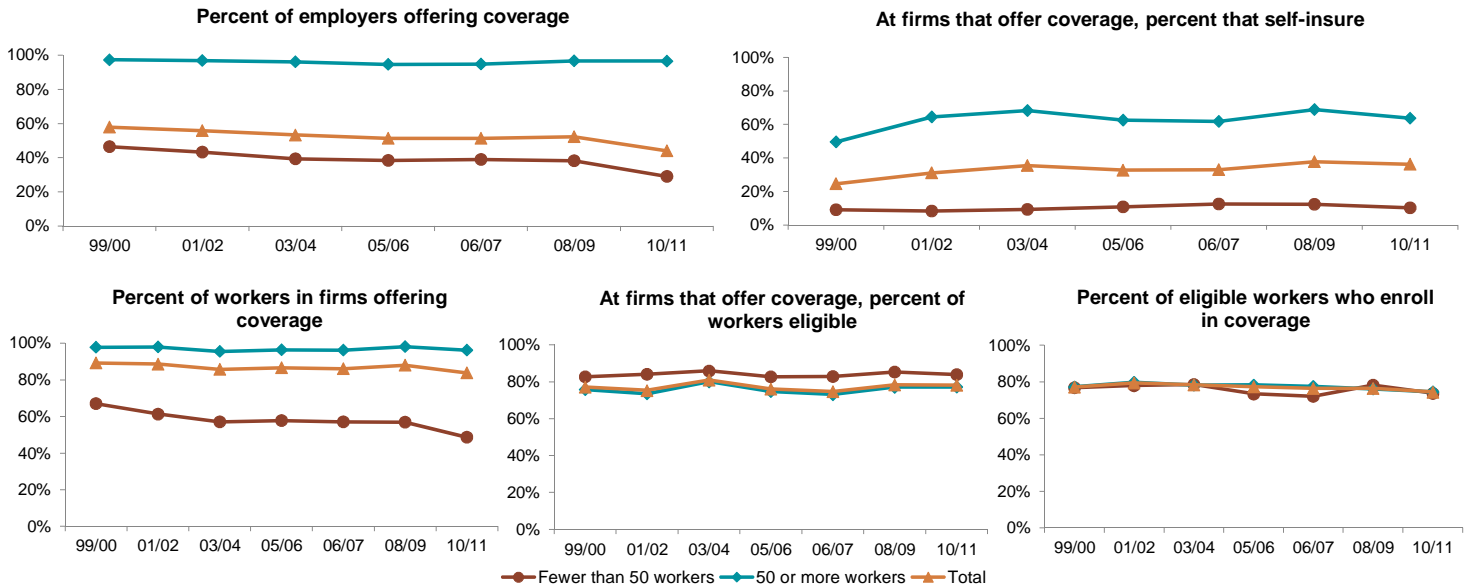 Percent of employers offering coverage
100%
80%
60%
40%
20%
0%
99/00 01/02 03/04 05/06 06/07 08/09 10/11
At firms that offer coverage, percent that self-insure
100%
80%
60%
40%
20%
0%
99/00 01/02 03/04 05/06 06/07 08/09 10/11
Percent of workers in firms offering
coverage
100%
80%
60%
40%
20%
0%
99/00 01/02 03/04 05/06 06/07 08/09 10/11
At firms that offer coverage, percent of
workers eligible
100%
80%
60%
40%
20%
0%
99/00 01/02 03/04 05/06 06/07 08/09 10/11
Percent of eligible workers who enroll
in coverage
100%
80%
60%
40%
20%
0%
99/00 01/02 03/04 05/06 06/07 08/09 10/11
Fewer than 50 workers 50 or more workers Total